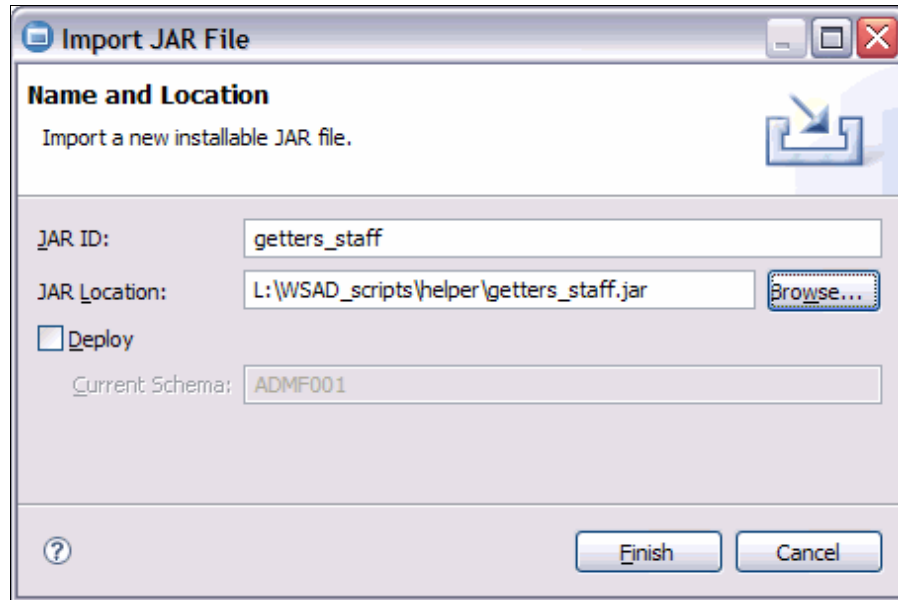 Import JAR File
Name and Location
Import a new installable JAR file.
JAR ID: getters_staff
JAR Location: L:\WSAD_scripts\helper\getters_staff.jar Browse...
Deploy
Current Schema: ADMF001
? Finish Cancel